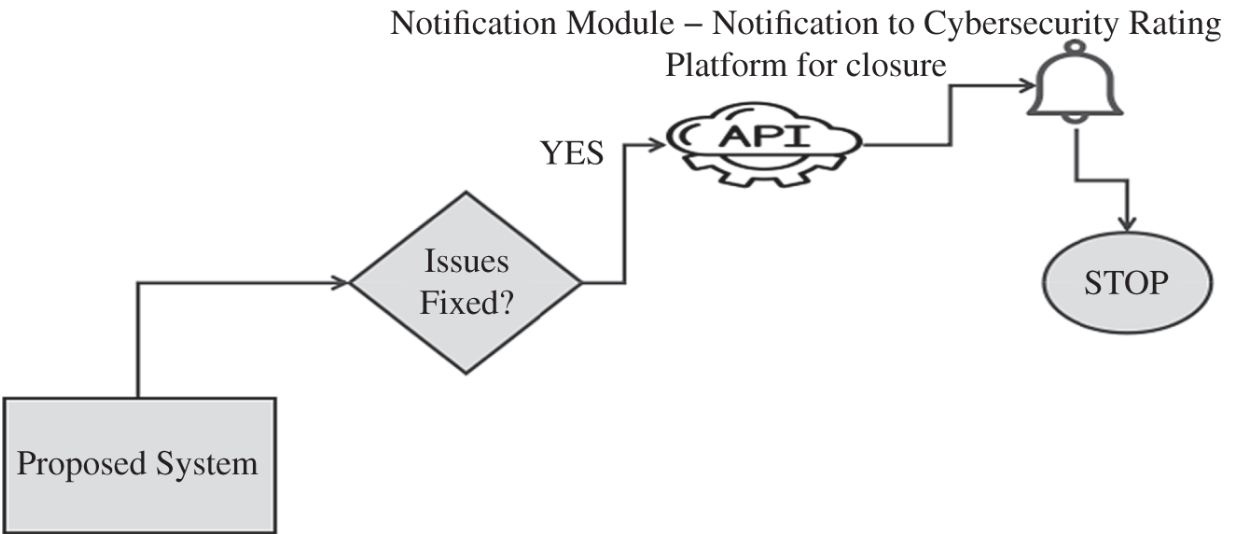 Notification Module – Notification to Cybersecurity Rating
Platform for closure
API
YES
Issues
Fixed?
STOP
Proposed System